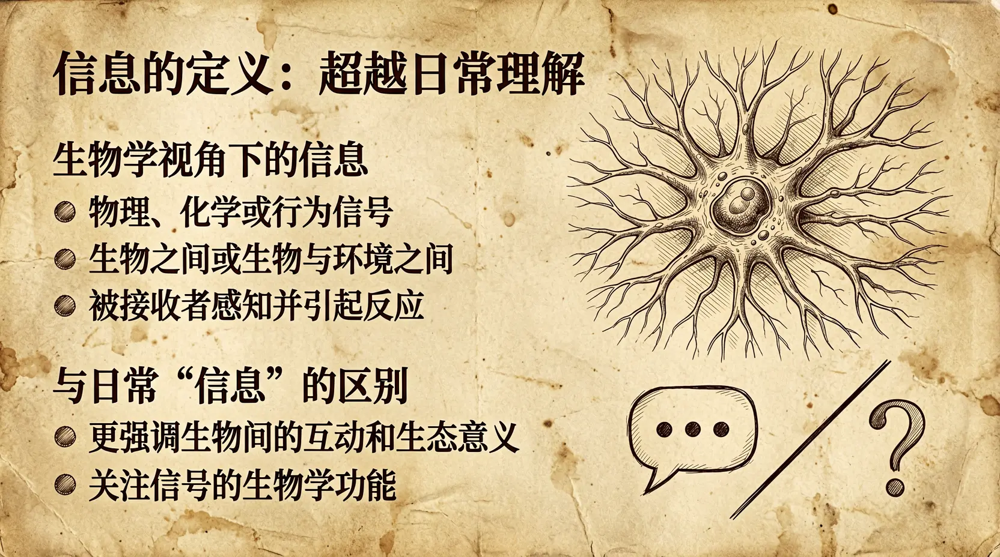 信息的定义：超越日常理解
生物学视角下的信息
物理、化学或行为信号
生物之间或生物与环境之间
被接收者感知并引起反应
与日常“信息”的区别
更强调生物间的互动和生态意义
关注信号的生物学功能
?